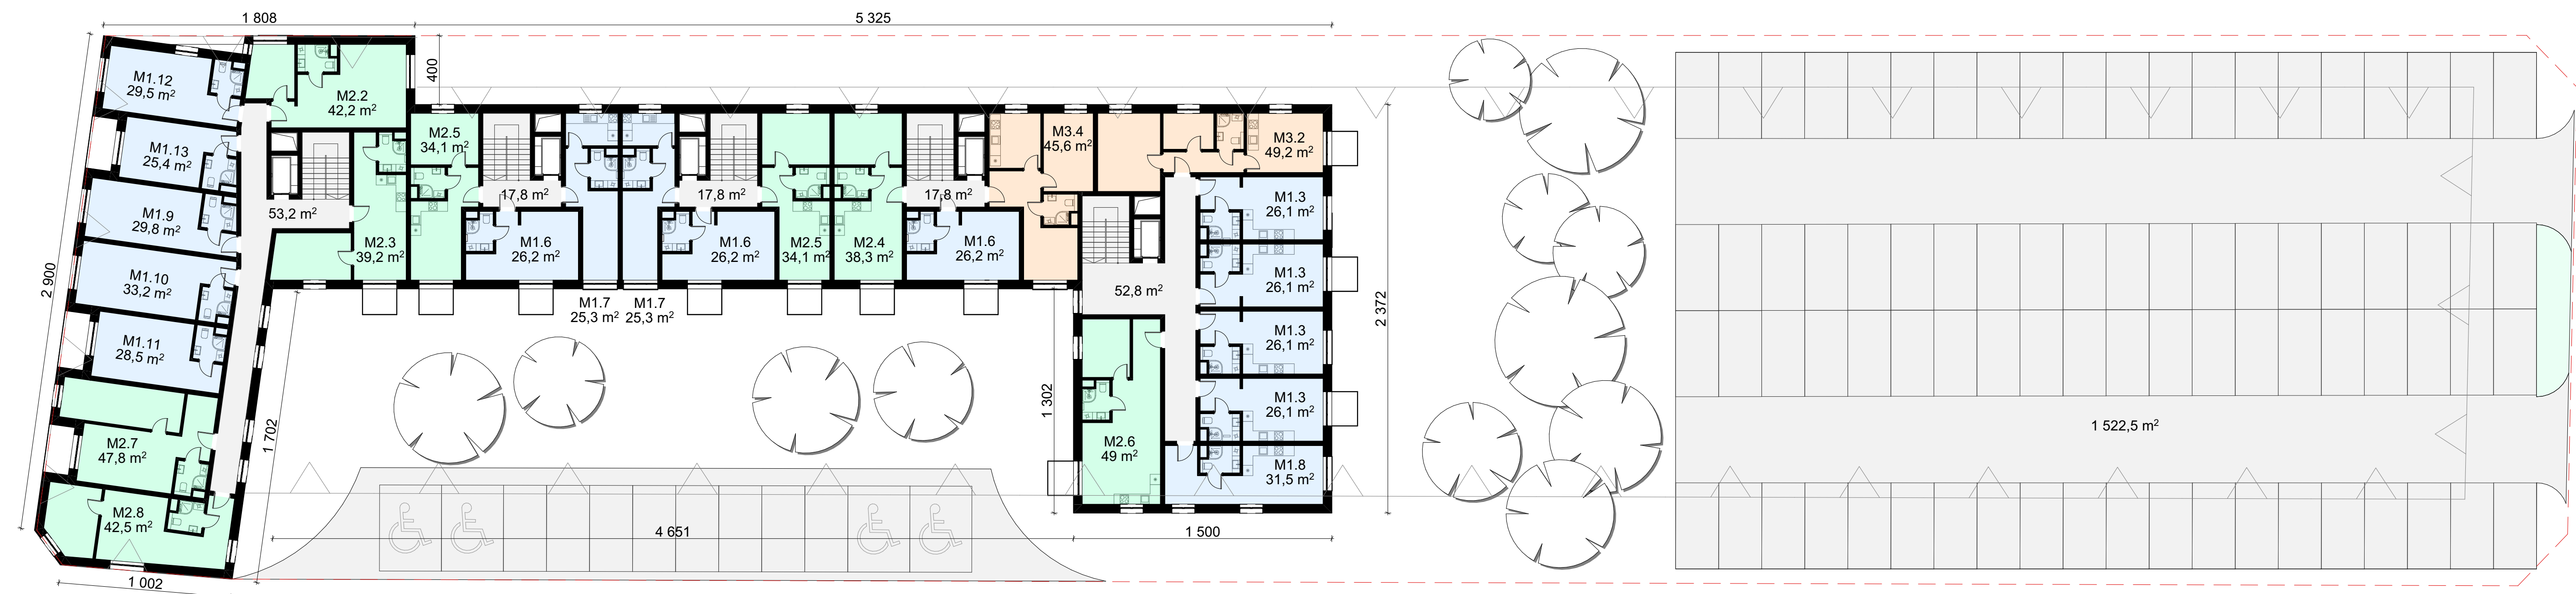 1 808
5 325
400
2 900
M1.12
29,5 m²
M2.2
42,2 m²
M1.13
25,4 m²
M1.9
29,8 m²
M1.10
33,2 m²
M1.11
28,5 m²
M2.7
47,8 m²
M2.8
42,5 m²
53,2 m²
M2.3
39,2 m²
M2.5
34,1 m²
17,8 m²
M1.6
26,2 m²
M1.7
25,3 m²
M1.7
25,3 m²
17,8 m²
M1.6
26,2 m²
M2.5
34,1 m²
M2.4
38,3 m²
17,8 m²
M1.6
26,2 m²
M3.4
45,6 m²
M3.2
49,2 m²
M1.3
26,1 m²
M1.3
26,1 m²
M1.3
26,1 m²
M1.3
26,1 m²
M1.8
31,5 m²
52,8 m²
M2.6
49 m²
2 372
1 302
1 702
4 651
1 500
1 002
1 522,5 m²